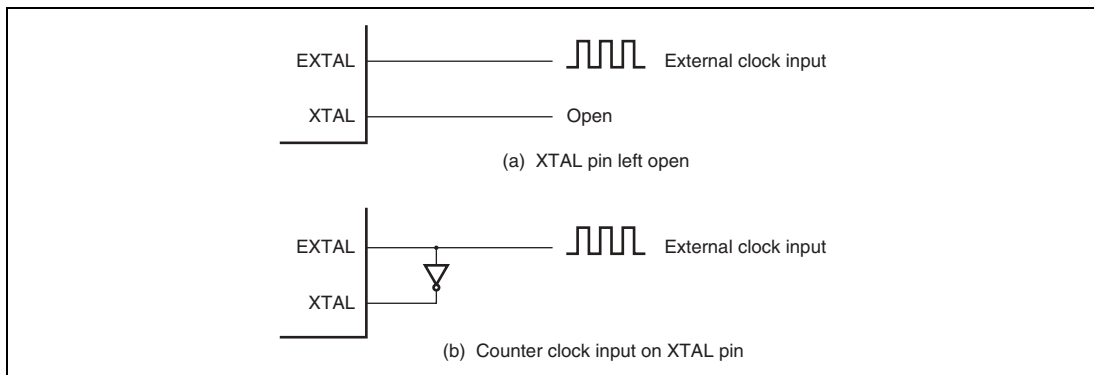 EXTAL External clock input
XTAL Open
(a) XTAL pin left open
EXTAL External clock input
XTAL
(b) Counter clock input on XTAL pin